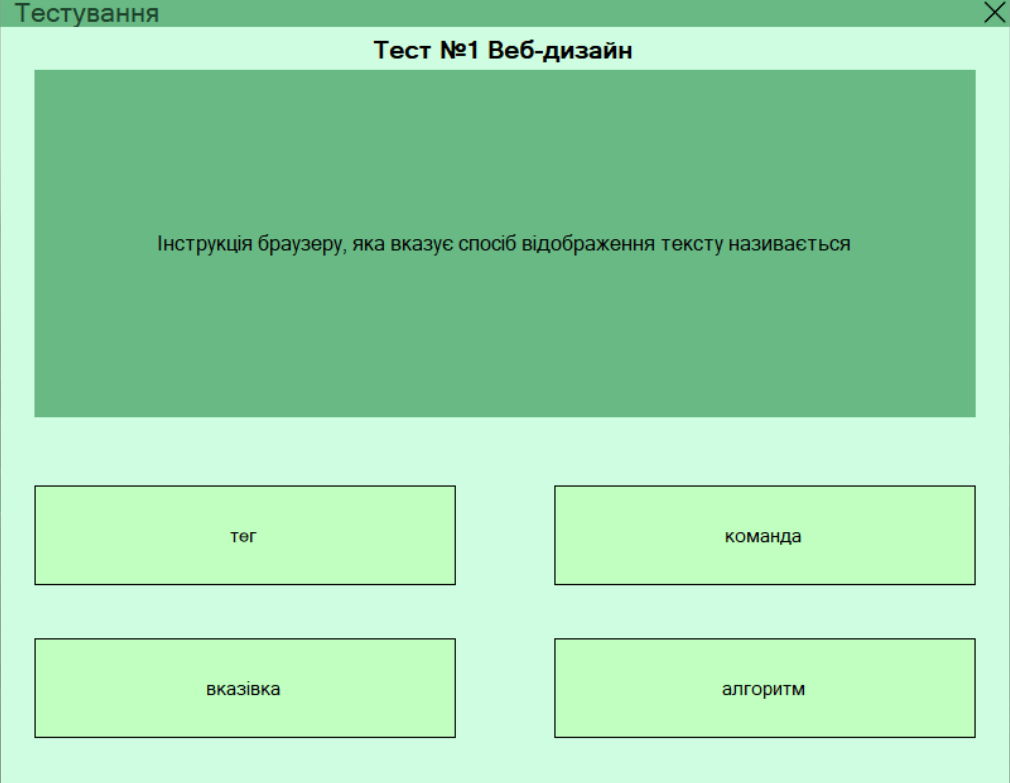 Тестування
Тест №1 Веб-дизайн
Інструкція браузеру, яка вказує спосіб відображення тексту називається
тег
команда
вказівка
алгоритм